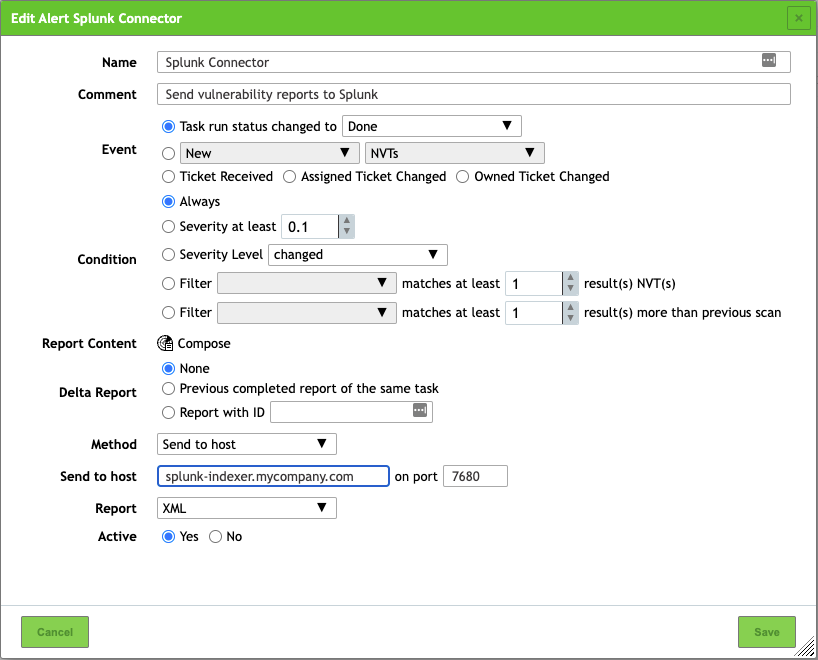 Edit Alert Splunk Connector ×
Name Splunk Connector
Comment Send vulnerability reports to Splunk
Event
Task run status changed to Done ▼
New ▼ NVTs ▼
Ticket Received Assigned Ticket Changed Owned Ticket Changed
Condition
Always
Severity at least 0.1
Severity Level changed ▼
Filter ▼ matches at least 1 result(s) NVT(s)
Filter ▼ matches at least 1 result(s) more than previous scan
Report Content Compose
Delta Report
None
Previous completed report of the same task
Report with ID
Method Send to host ▼
Send to host splunk-indexer.mycompany.com on port 7680
Report XML ▼
Active Yes No
Cancel Save